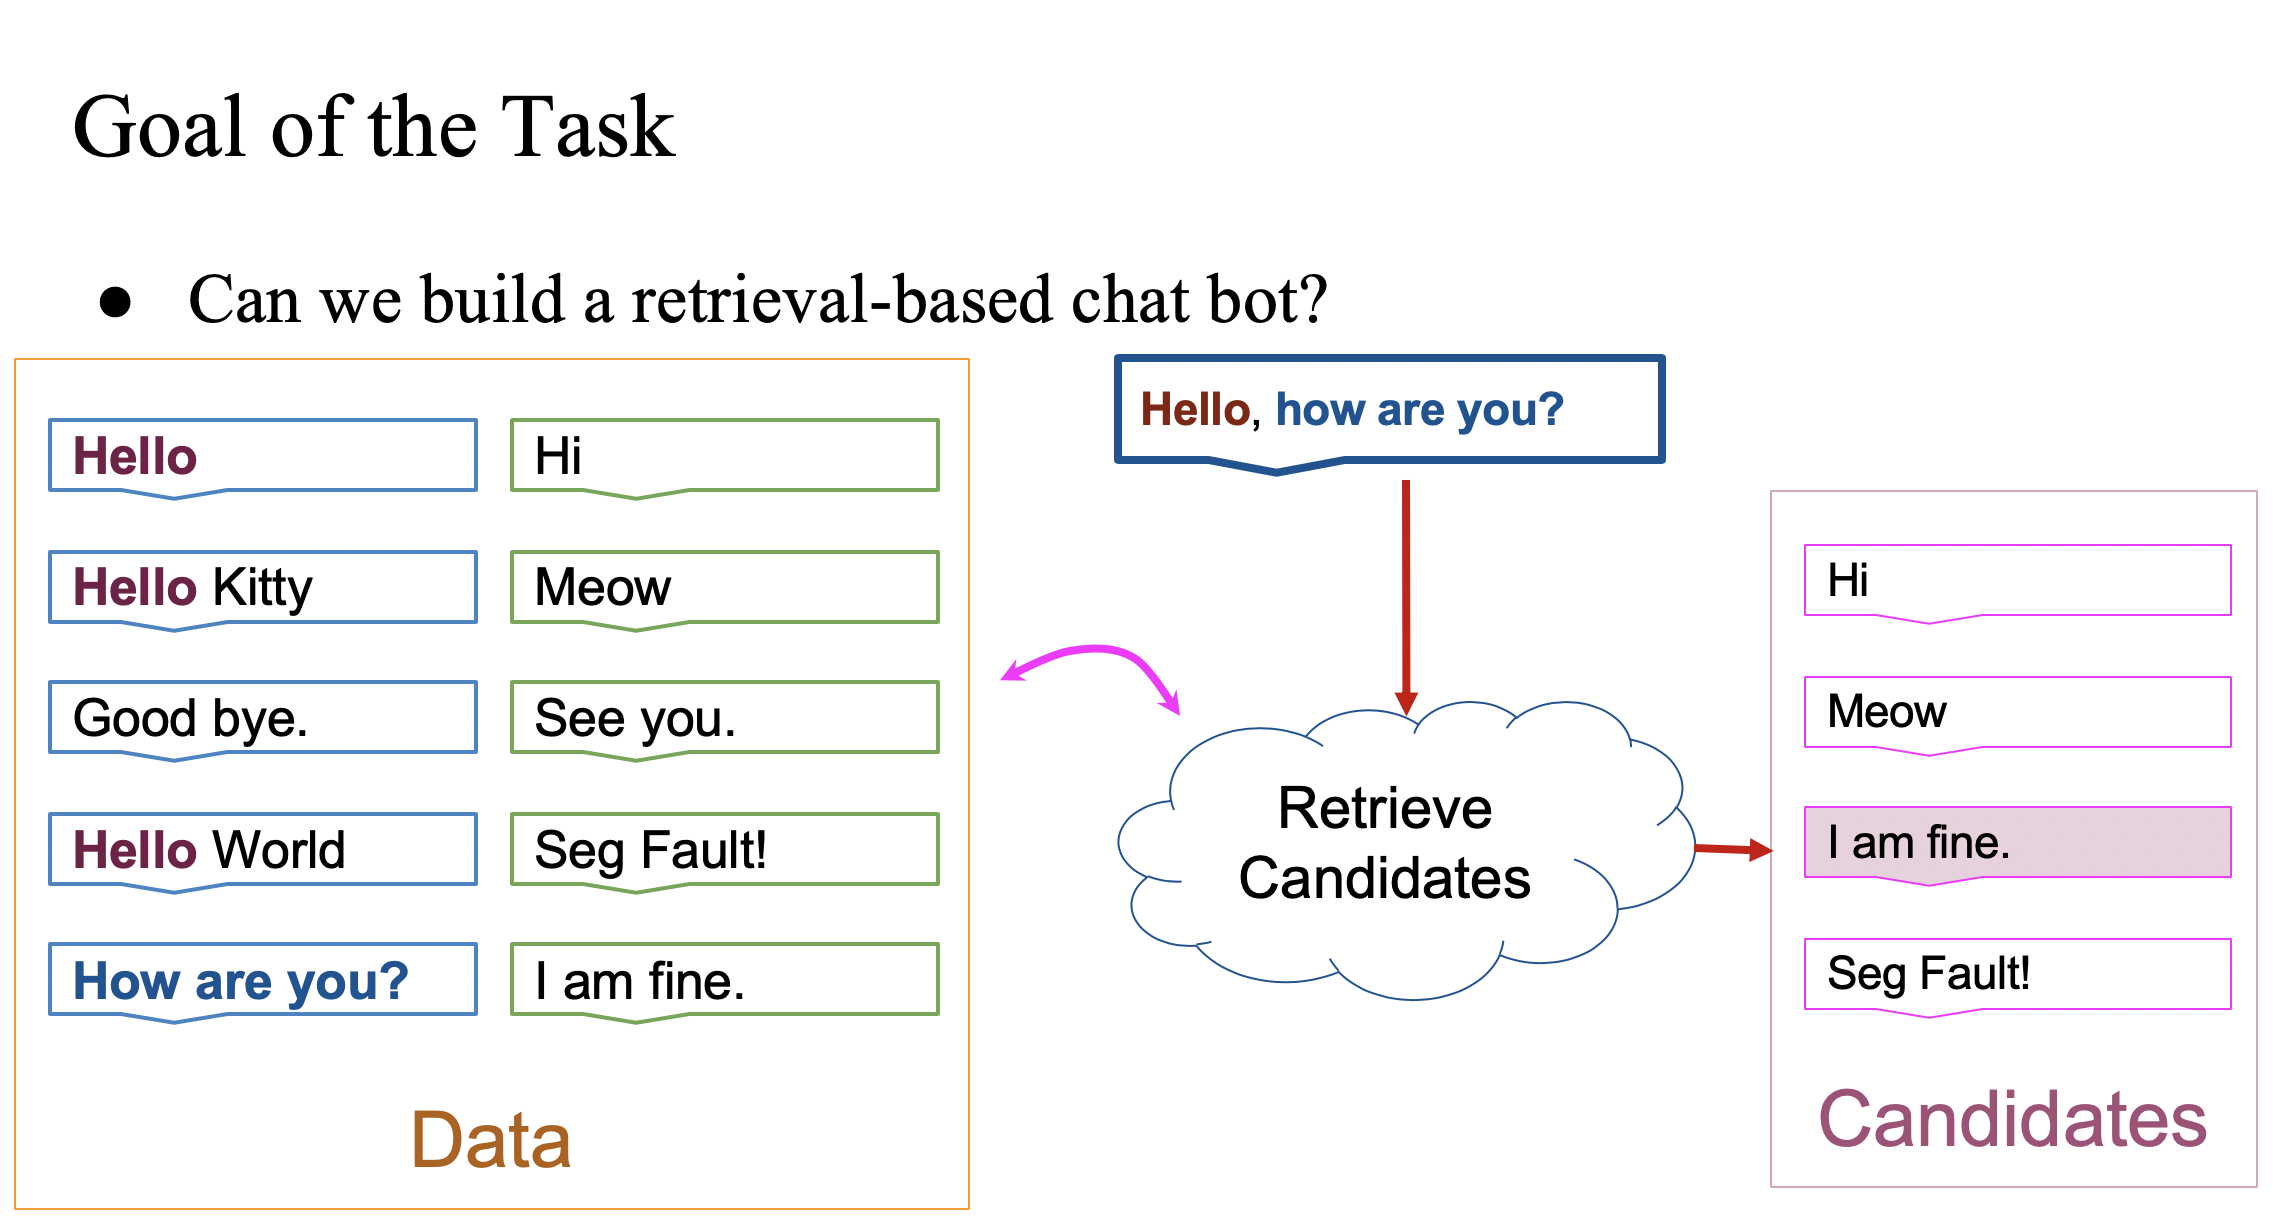 Goal of the Task
● Can we build a retrieval-based chat bot?
Hello
Hi
Hello Kitty
Meow
Good bye.
See you.
Hello World
Seg Fault!
How are you?
I am fine.
Data
Hello, how are you?
Retrieve
Candidates
Hi
Meow
I am fine.
Seg Fault!
Candidates